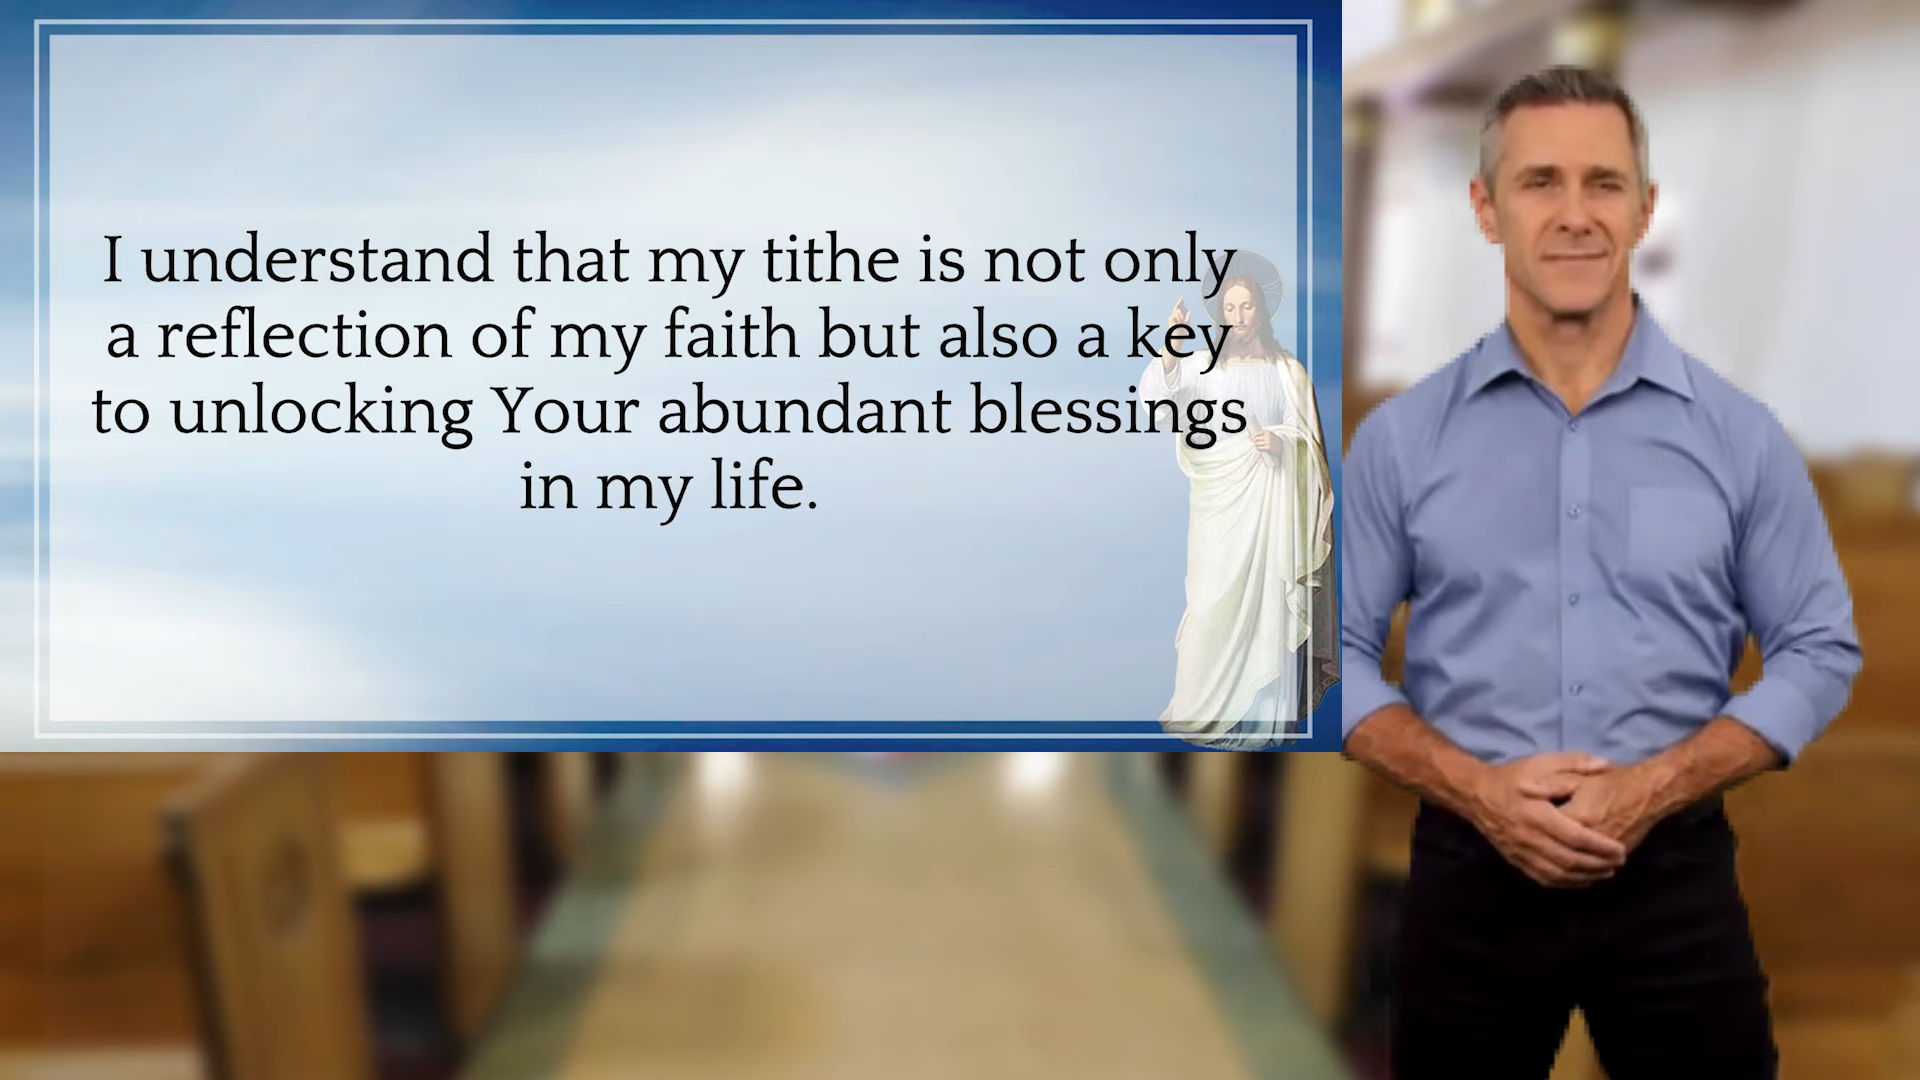 I understand that my tithe is not only
a reflection of my faith but also a key
to unlocking Your abundant blessings
in my life.